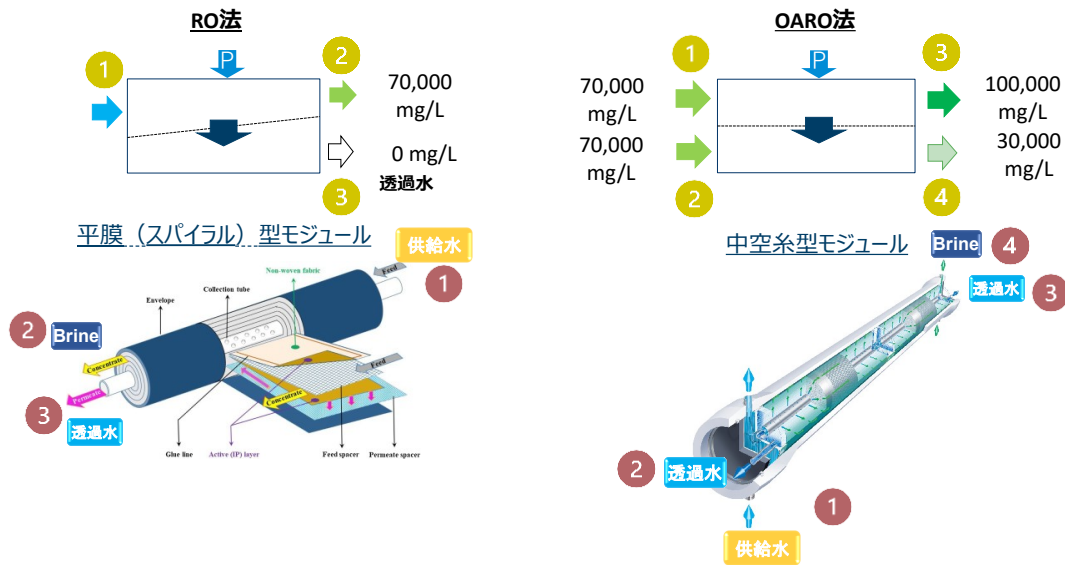 RO法
P
1
2
70,000
mg/L
0 mg/L
透過水
3
平膜（スパイラル）型モジュール
供給水
1
Non-woven fabric
Collection tube
Envelope
Feed
2
Brine
Concentrate
Permeate
3
透過水
Feed
Concentrate
Glue line
Active (IP) layer
Feed spacer
Permeate spacer
OARO法
P
1
3
70,000
mg/L
70,000
mg/L
2
100,000
mg/L
30,000
mg/L
4
中空糸型モジュール
Brine
4
透過水
3
2
透過水
1
供給水